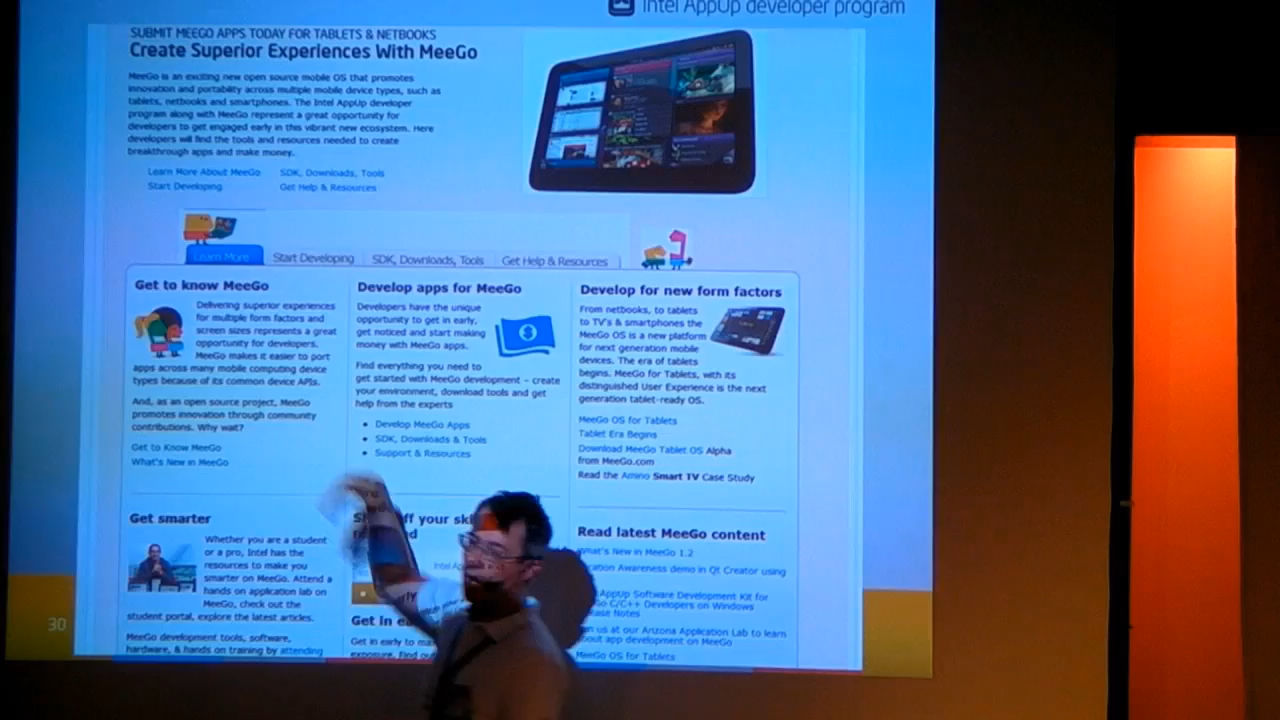 Intel AppUp developer program
SUBMIT MEEGO APPS TODAY FOR TABLETS & NETBOOKS
Create Superior Experiences With MeeGo
MeeGo is an exciting new open source mobile OS that promotes
innovation and portability across multiple mobile device types, such as
tablets, netbooks and smartphones. The Intel AppUp developer
program along with MeeGo represent a great opportunity for
developers to get engaged early in this vibrant new ecosystem. Here
developers will find the tools and resources needed to create
breakthrough apps and make money.
Learn More About MeeGo
SDK, Downloads, Tools
Start Developing
Get Help & Resources
Learn More
Start Developing
SDK, Downloads, Tools
Get Help & Resources
Get to know MeeGo
Delivering superior experiences
for multiple form factors and
screen sizes represents a great
opportunity for developers.
MeeGo makes it easier to port
apps across many mobile computing device
types because of its common device APIs.
And, as an open source project, MeeGo
promotes innovation through community
contributions. Why wait?
Get to Know MeeGo
What's New in MeeGo
Develop apps for MeeGo
Developers have the unique
opportunity to get in early,
get noticed and start making
money with MeeGo apps.
Find everything you need to
get started with MeeGo development – create
your environment, download tools and get
help from the experts
Develop MeeGo Apps
SDK, Downloads & Tools
Support & Resources
Develop for new form factors
From netbooks, to tablets
to TV's & smartphones the
MeeGo OS is a new platform
for next generation mobile
devices. The era of tablets
begins. MeeGo for Tablets, with its
distinguished User Experience is the next
generation tablet-ready OS.
MeeGo OS for Tablets
Tablet Era Begins
Download MeeGo Tablet OS Alpha
from MeeGo.com
Read the Amino Smart TV Case Study
Get smarter
Whether you are a student
or a pro, Intel has the
resources to make you
smarter on MeeGo. Attend a
hands on application lab on
MeeGo, check out the
student portal, explore the latest articles.
MeeGo development tools, software,
hardware, & hands on training by attending
ff your
Get in
Get in early to
exposure. Find
Read latest MeeGo content
What's New in MeeGo 1.2
Awareness demo in Qt Creator using
AppUp Software Development Kit for
C/C++ Developers on Windows
Notes
us at our Arizona Application Lab to learn
about app development on MeeGo
MeeGo OS for Tablets
30